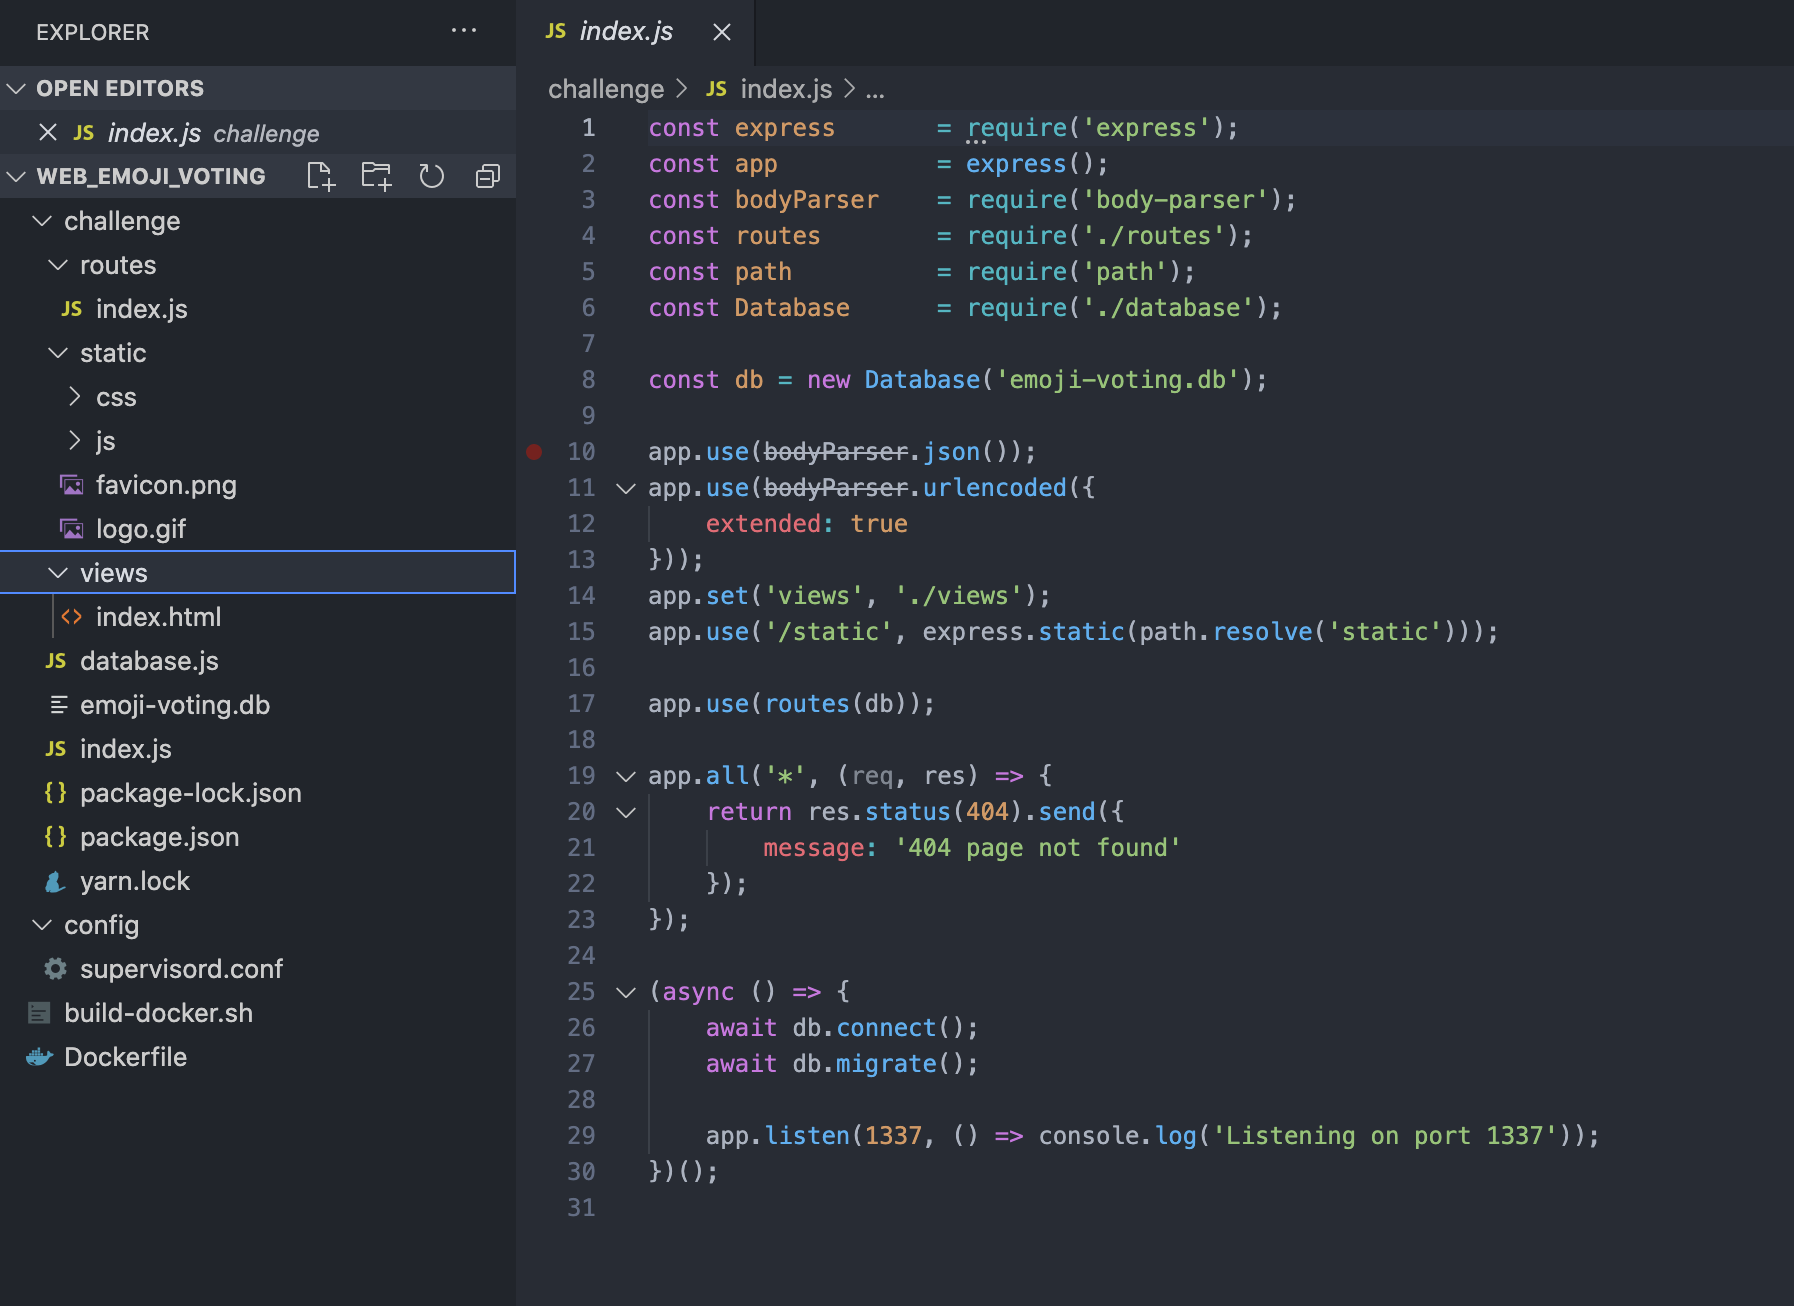 EXPLORER
OPEN EDITORS
JS index.js challenge
WEB_EMOJI_VOTING
challenge
routes
JS index.js
static
css
js
favicon.png
logo.gif
views
<> index.html
JS database.js
emoji-voting.db
JS index.js
{} package-lock.json
{} package.json
yarn.lock
config
supervisord.conf
build-docker.sh
Dockerfile
JS index.js
challenge > JS index.js > ...
1 const express       = require('express');
2 const app           = express();
3 const bodyParser    = require('body-parser');
4 const routes        = require('./routes');
5 const path          = require('path');
6 const Database      = require('./database');
7
8 const db = new Database('emoji-voting.db');
9
10 app.use(bodyParser.json());
11 app.use(bodyParser.urlencoded({
12     extended: true
13 }));
14 app.set('views', './views');
15 app.use('/static', express.static(path.resolve('static')));
16
17 app.use(routes(db));
18
19 app.all('*', (req, res) => {
20     return res.status(404).send({
21         message: '404 page not found'
22     });
23 });
24
25 (async () => {
26     await db.connect();
27     await db.migrate();
28
29     app.listen(1337, () => console.log('Listening on port 1337'));
30 })();
31